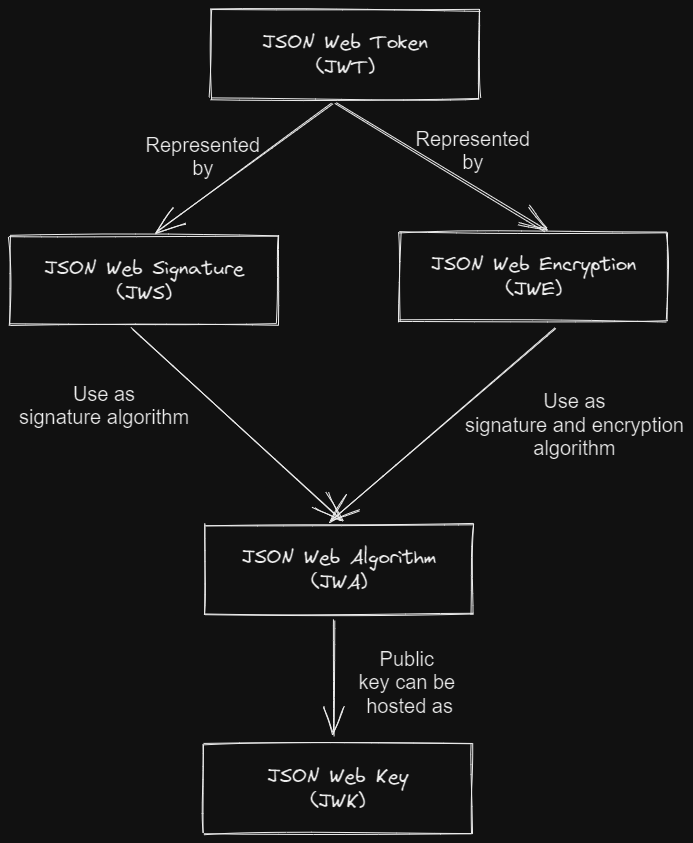 JSON Web Token
(JWT)
Represented
by
Represented
by
JSON Web Signature
(JWS)
JSON Web Encryption
(JWE)
Use as
signature algorithm
Use as
signature and encryption
algorithm
JSON Web Algorithm
(JWA)
Public
key can be
hosted as
JSON Web Key
(JWK)